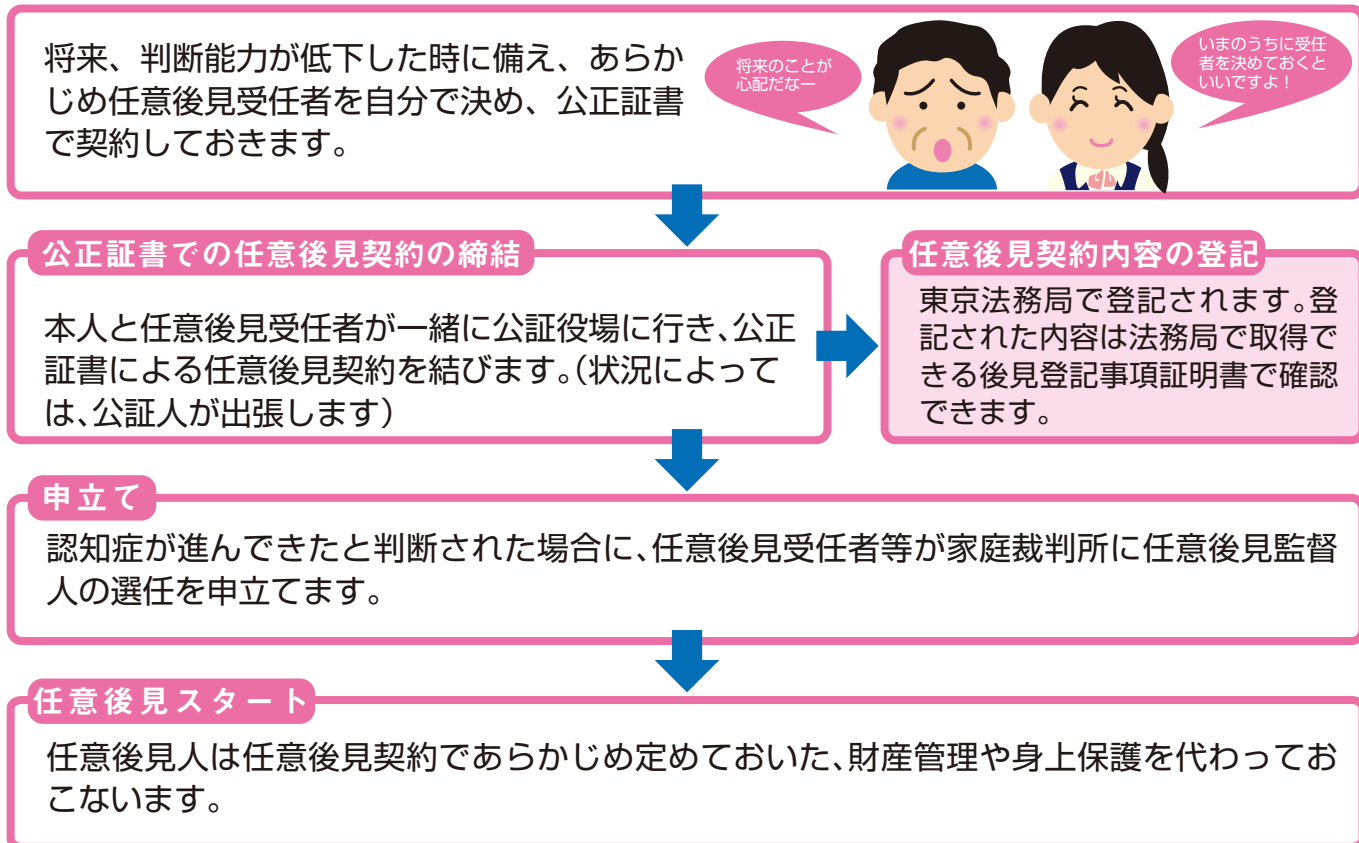 将来、判断能力が低下した時に備え、あらか
じめ任意後見受任者を自分で決め、公正証書
で契約しておきます。
将来のことが
心配だなー
いまのうちに受任
者を決めておくと
いいですよ！
公正証書での任意後見契約の締結
本人と任意後見受任者が一緒に公証役場に行き、公正
証書による任意後見契約を結びます。（状況によって
は、公証人が出張します）
任意後見契約内容の登記
東京法務局で登記されます。登
記された内容は法務局で取得で
きる後見登記事項証明書で確認
できます。
申立て
認知症が進んできたと判断された場合に、任意後見受任者等が家庭裁判所に任意後見監督
人の選任を申立てます。
任意後見スタート
任意後見人は任意後見契約であらかじめ定めておいた、財産管理や身上保護を代わってお
こないます。